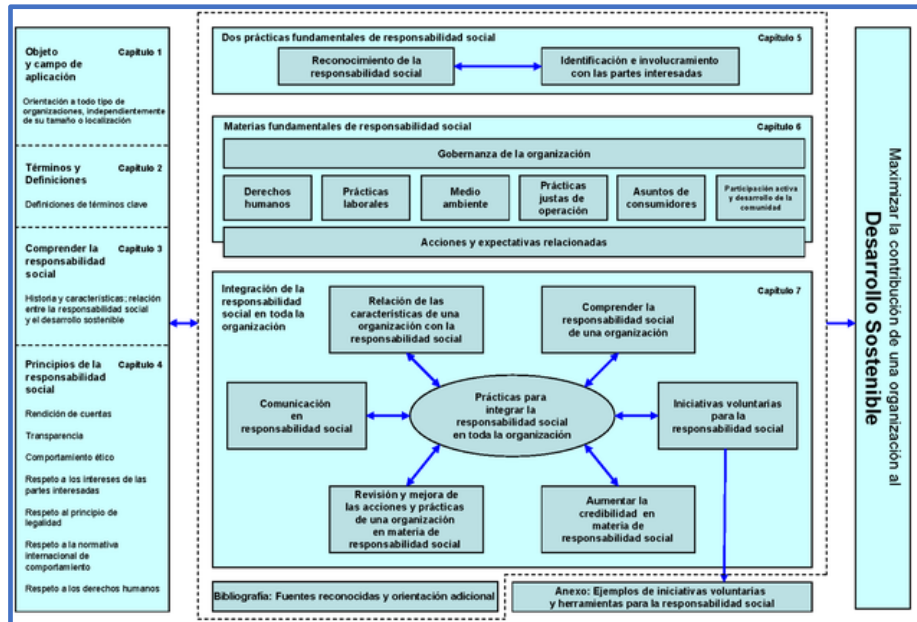 Objeto
y campo de
aplicación
Capítulo 1
Orientación a todo tipo de
organizaciones, independientemente
de su tamaño o localización
Términos y
Definiciones
Capítulo 2
Definiciones de términos clave
Comprender la
responsabilidad
social
Capítulo 3
Historia y características; relación
entre la responsabilidad social
y el desarrollo sostenible
Principios de la
responsabilidad
social
Capítulo 4
Rendición de cuentas
Transparencia
Comportamiento ético
Respeto a los intereses de las
partes interesadas
Respeto al principio de
legalidad
Respeto a la normativa
internacional de
comportamiento
Respeto a los derechos humanos
Dos prácticas fundamentales de responsabilidad social
Capítulo 5
Reconocimiento de la
responsabilidad social
Identificación e involucramiento
con las partes interesadas
Materias fundamentales de responsabilidad social
Capítulo 6
Gobernanza de la organización
Derechos
humanos
Prácticas
laborales
Medio
ambiente
Prácticas
justas de
operación
Asuntos de
consumidores
Participación activa
y desarrollo de la
comunidad
Acciones y expectativas relacionadas
Integración de la
responsabilidad
social en toda la
organización
Capítulo 7
Relación de las
características de una
organización con la
responsabilidad social
Comprender la
responsabilidad social
de una organización
Comunicación
en
responsabilidad social
Prácticas para
integrar la
responsabilidad social
en toda la organización
Iniciativas voluntarias
para la
responsabilidad social
Revisión y mejora de
las acciones y prácticas
de una organización
en materia de
responsabilidad social
Aumentar la
credibilidad en
materia de
responsabilidad social
Bibliografía: Fuentes reconocidas y orientación adicional
Anexo: Ejemplos de iniciativas voluntarias
y herramientas para la responsabilidad social
Maximizar la contribución de una organización al
Desarrollo Sostenible